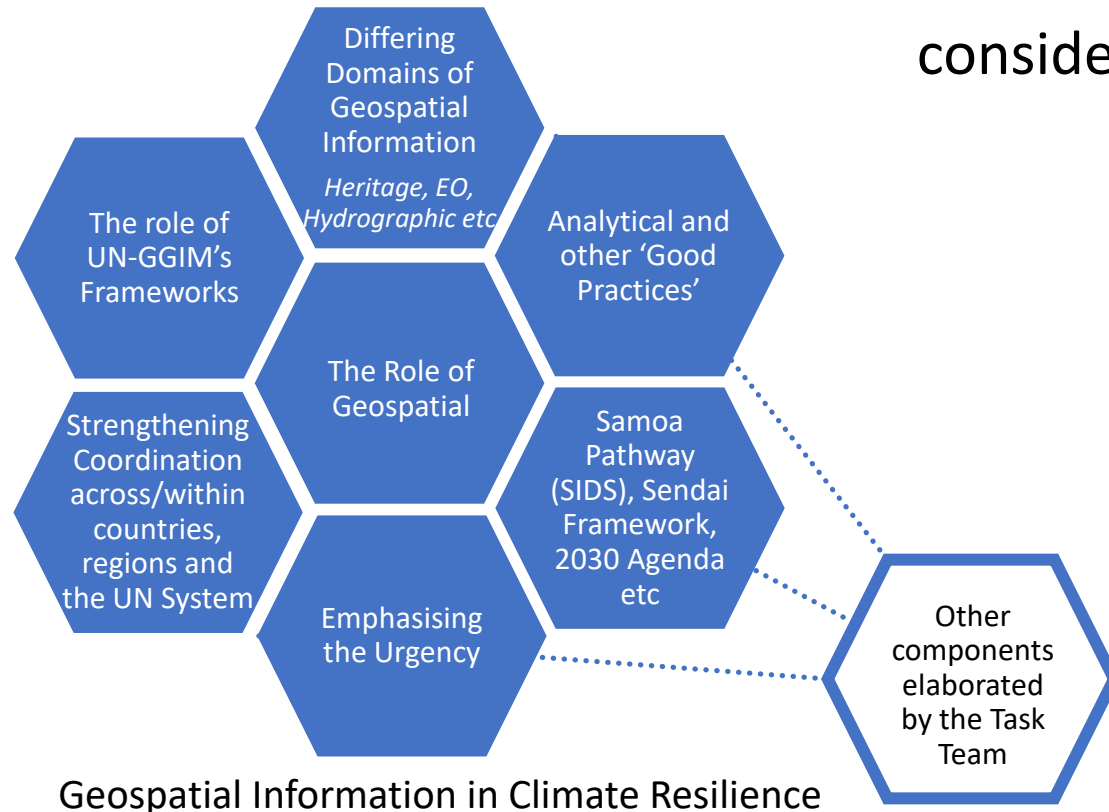 conside
Differing
Domains of
Geospatial
Information
Heritage, EO,
Hydrographic etc
The role of
UN-GGIM’s
Frameworks
Analytical and
other ‘Good
Practices’
The Role of
Geospatial
Strengthening
Coordination
across/within
countries,
regions and
the UN System
Samoa
Pathway
(SIDS), Sendai
Framework,
2030 Agenda
etc
Emphasising
the Urgency
Other
components
elaborated
by the Task
Team
Geospatial Information in Climate Resilience